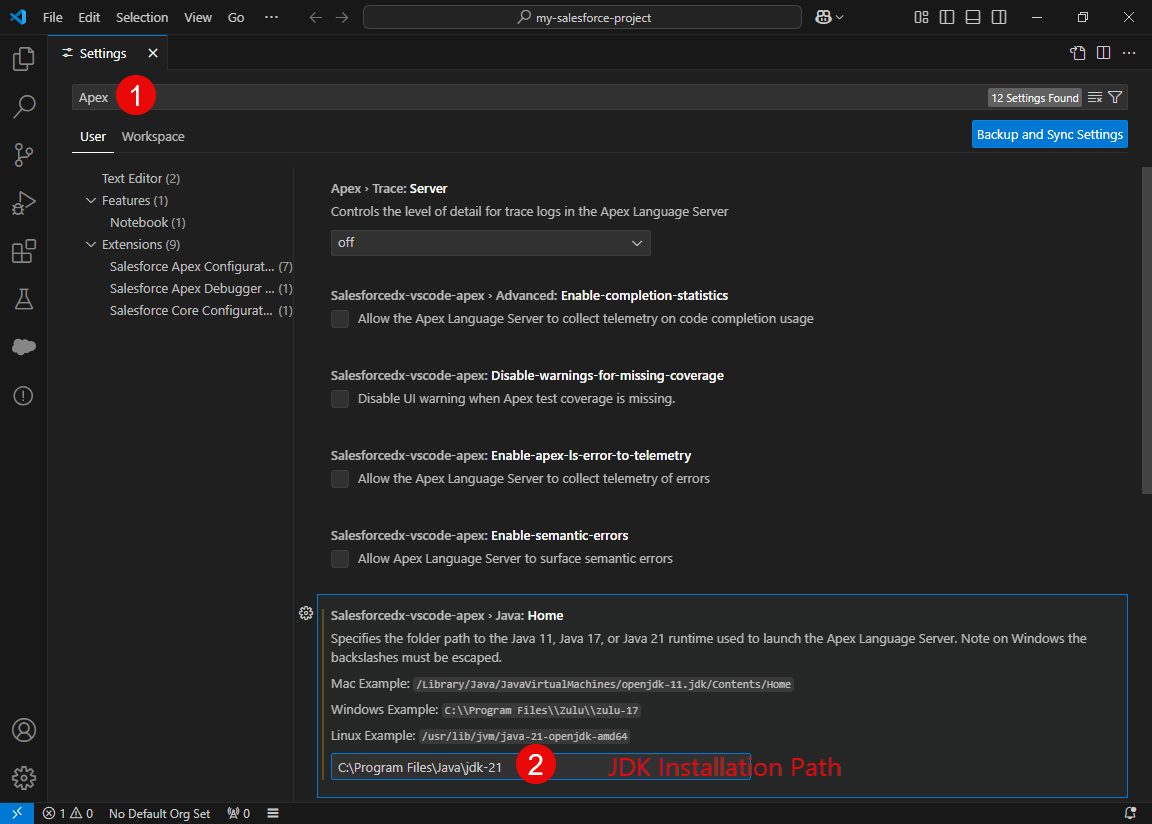 File Edit Selection View Go ··· my-salesforce-project
Settings
Apex 1 12 Settings Found
User Workspace Backup and Sync Settings
Text Editor (2)
Features (1)
Notebook (1)
Extensions (9)
Salesforce Apex Configurat... (7)
Salesforce Apex Debugger ... (1)
Salesforce Core Configurat... (1)
Apex › Trace: Server
Controls the level of detail for trace logs in the Apex Language Server
off
Salesforcedx-vscode-apex › Advanced: Enable-completion-statistics
Allow the Apex Language Server to collect telemetry on code completion usage
Salesforcedx-vscode-apex: Disable-warnings-for-missing-coverage
Disable UI warning when Apex test coverage is missing.
Salesforcedx-vscode-apex: Enable-apex-ls-error-to-telemetry
Allow the Apex Language Server to collect telemetry of errors
Salesforcedx-vscode-apex: Enable-semantic-errors
Allow Apex Language Server to surface semantic errors
Salesforcedx-vscode-apex › Java: Home
Specifies the folder path to the Java 11, Java 17, or Java 21 runtime used to launch the Apex Language Server. Note on Windows the
backslashes must be escaped.
Mac Example: /Library/Java/JavaVirtualMachines/openjdk-11.jdk/Contents/Home
Windows Example: C:\\Program Files\\Zulu\\zulu-17
Linux Example: /usr/lib/jvm/java-21-openjdk-amd64
C:\Program Files\Java\jdk-21 2 JDK Installation Path
1 0 No Default Org Set 0